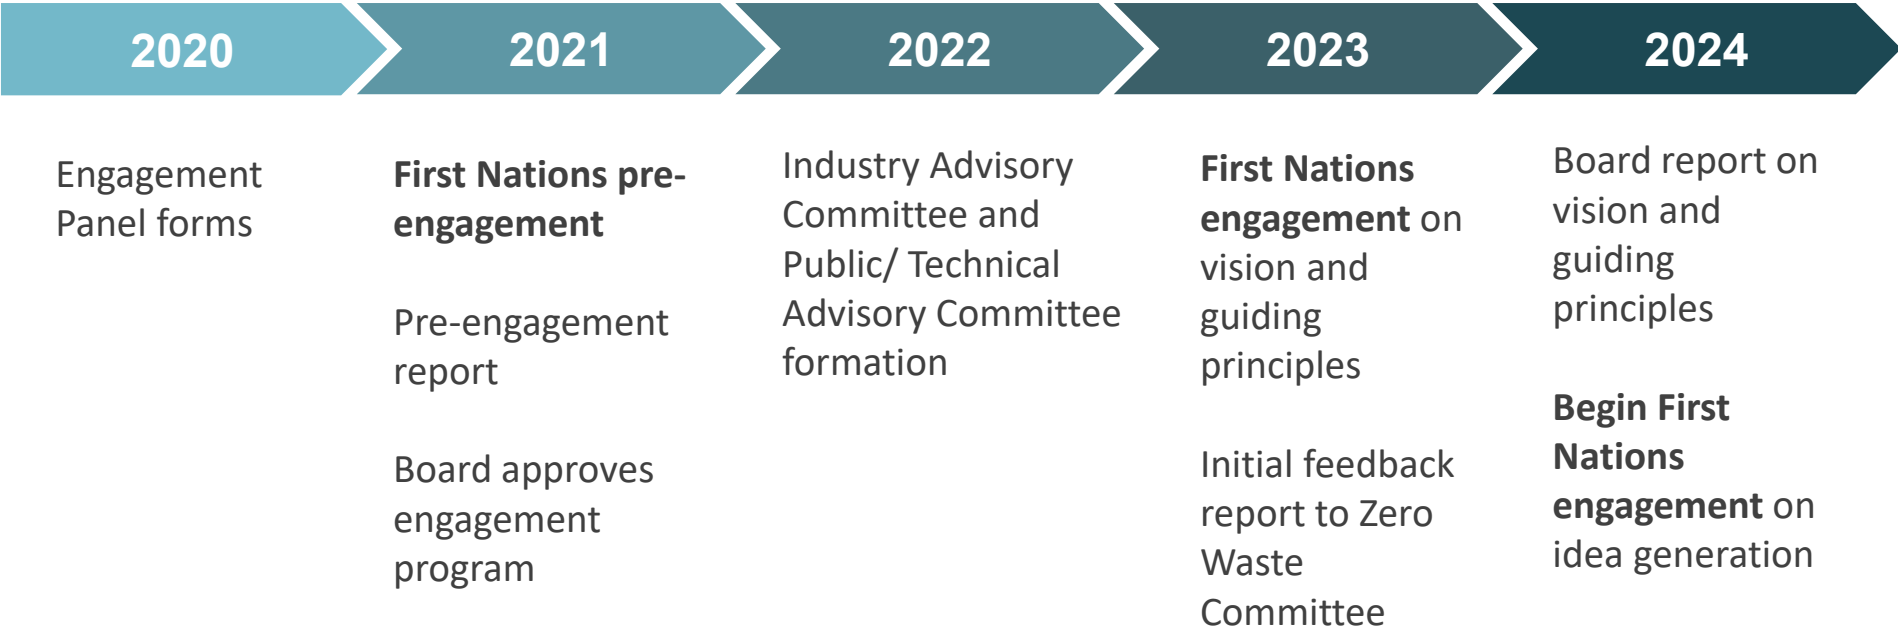 2020
2021
2022
2023
2024
Engagement
Panel forms
First Nations pre-
engagement
Pre-engagement
report
Board approves
engagement
program
Industry Advisory
Committee and
Public/ Technical
Advisory Committee
formation
First Nations
engagement on
vision and
guiding
principles
Initial feedback
report to Zero
Waste
Committee
Board report on
vision and
guiding
principles
Begin First
Nations
engagement on
idea generation